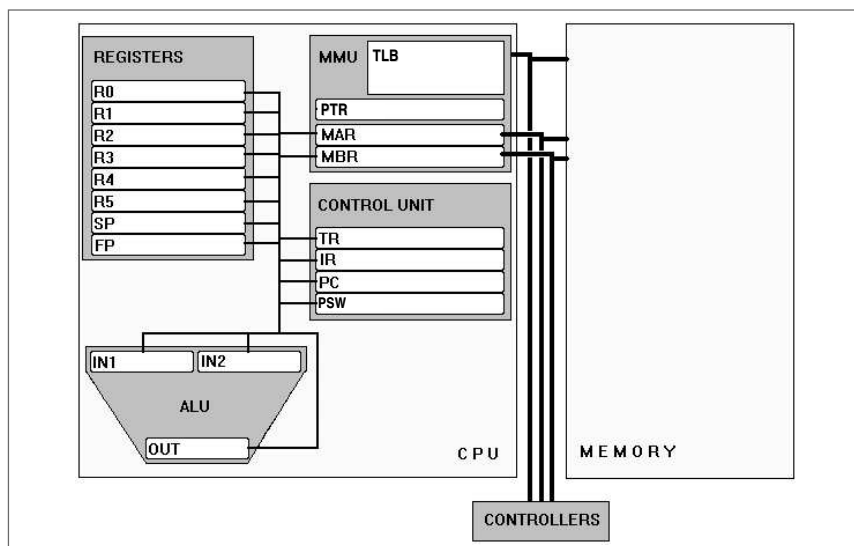 REGISTERS
R0
R1
R2
R3
R4
R5
SP
FP
MMU
TLB
PTR
MAR
MBR
CONTROL UNIT
TR
IR
PC
PSW
IN1
IN2
ALU
OUT
CPU
MEMORY
CONTROLLERS